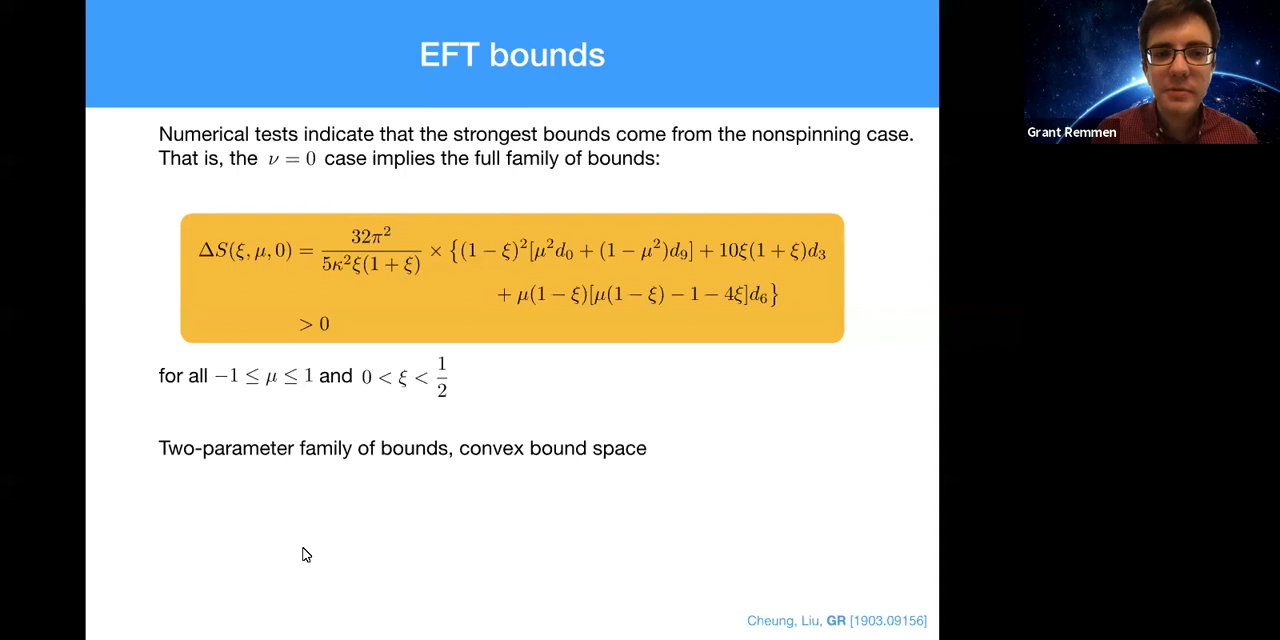 EFT bounds
Numerical tests indicate that the strongest bounds come from the nonspinning case.
That is, the ν = 0 case implies the full family of bounds:
ΔS(ξ, μ, 0) = 32π² / 5κ²ξ(1 + ξ) × {(1 − ξ)²[μ²d₀ + (1 − μ²)d₉] + 10ξ(1 + ξ)d₃
+ μ(1 − ξ)[μ(1 − ξ) − 1 − 4ξ]d₆}
> 0
for all −1 ≤ μ ≤ 1 and 0 < ξ < 1/2
Two-parameter family of bounds, convex bound space
Cheung, Liu, GR [1903.09156]
Grant Remmen